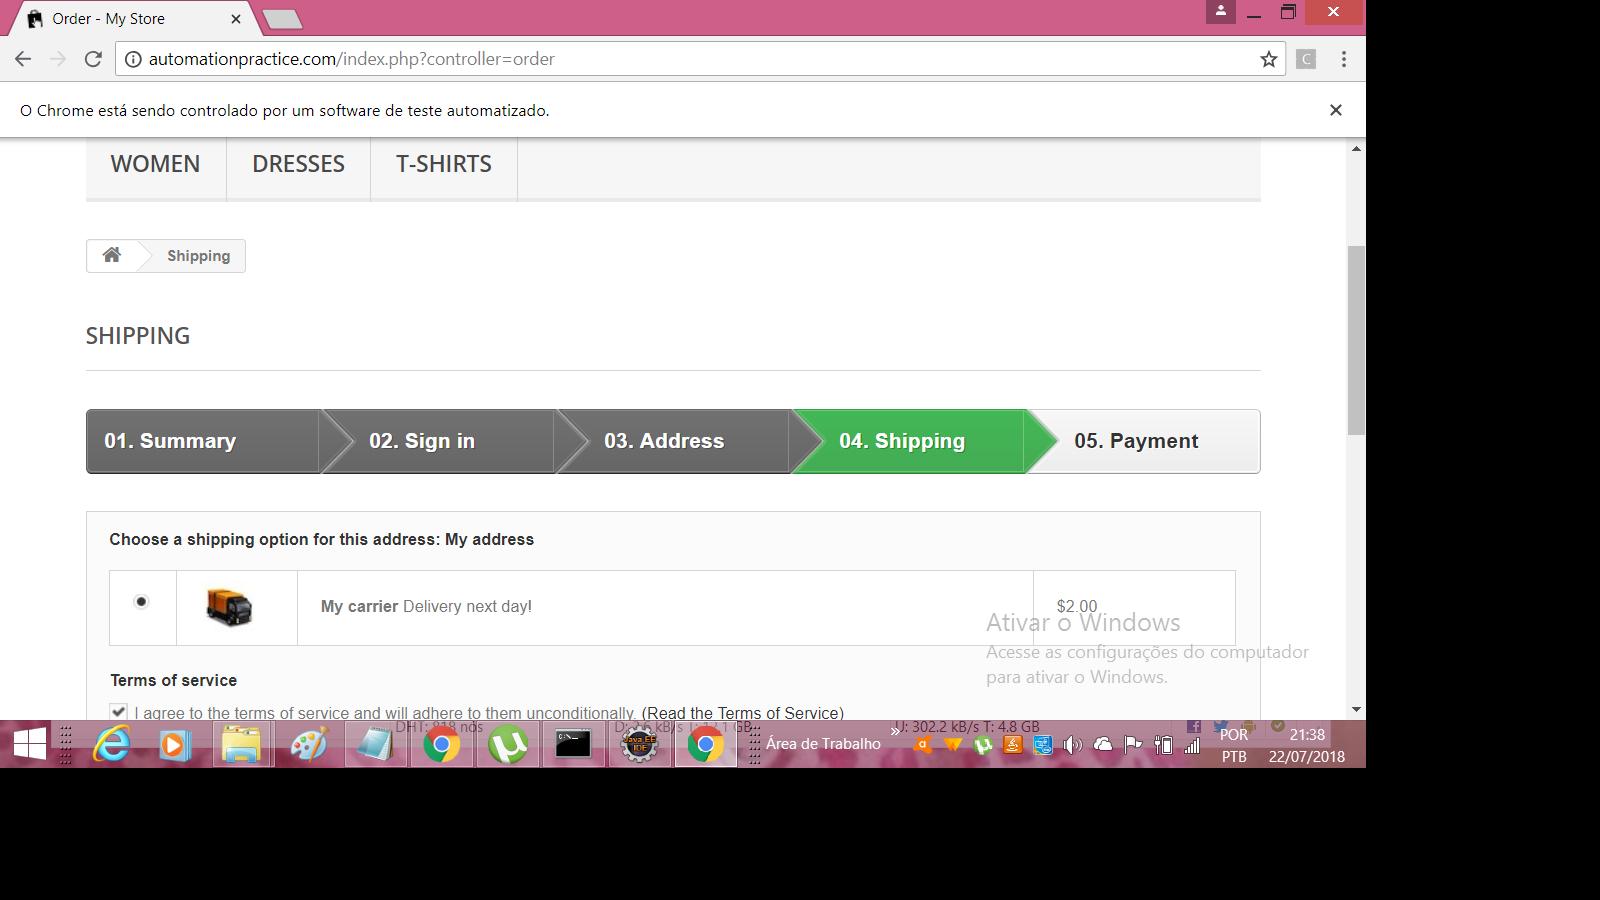 Order - My Store
automationpractice.com/index.php?controller=order
C
O Chrome está sendo controlado por um software de teste automatizado.
WOMEN DRESSES T-SHIRTS
Shipping
SHIPPING
01. Summary 02. Sign in 03. Address 04. Shipping 05. Payment
Choose a shipping option for this address: My address
My carrier Delivery next day! $2.00
Ativar o Windows
Acesse as configurações do computador
para ativar o Windows.
Terms of service
I agree to the terms of service and will adhere to them unconditionally. (Read the Terms of Service)
DHT: nós U: 302.2 kB/s T: 4.8 GB
Java EE
IDE
Área de Trabalho
POR
PTB
21:38
22/07/2018